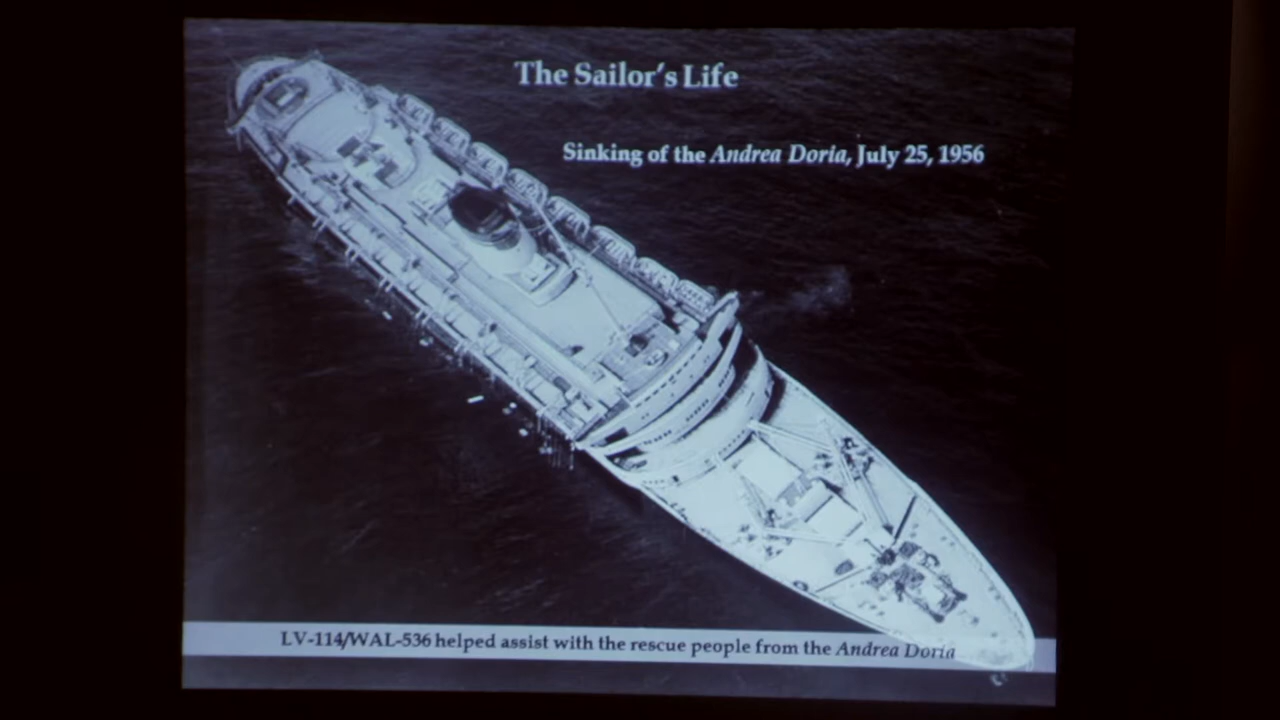 The Sailor's Life
Sinking of the Andrea Doria, July 25, 1956
LV-114/WAL-536 helped assist with the rescue people from the Andrea Doria